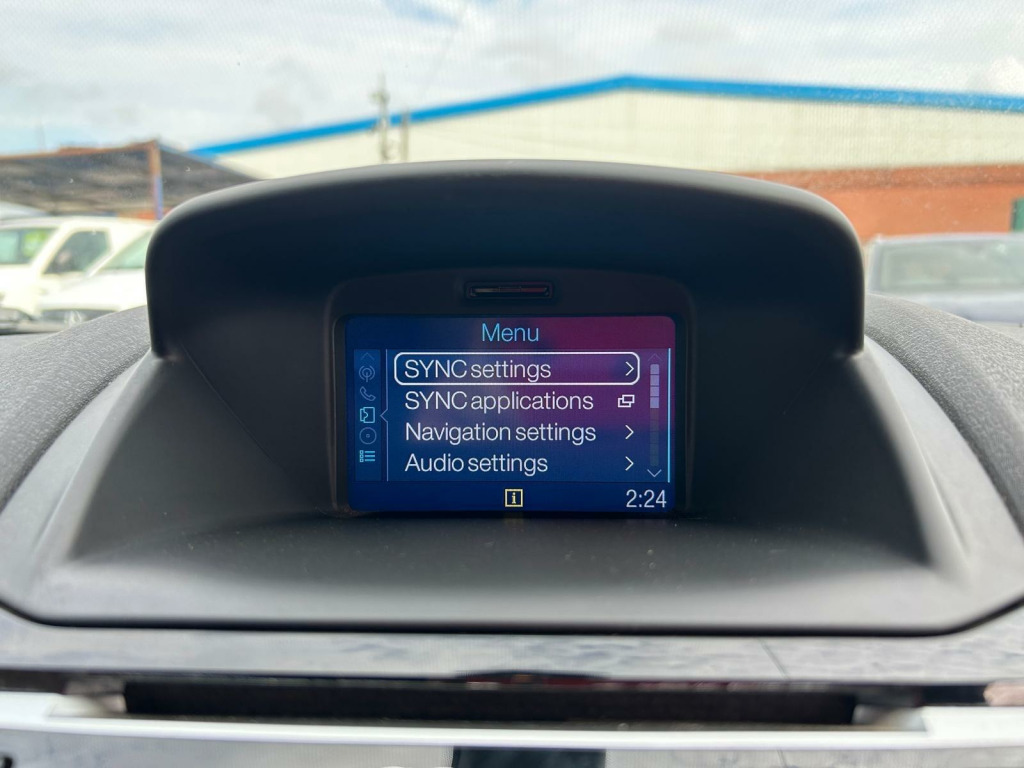 Menu
SYNC settings
SYNC applications
Navigation settings
Audio settings
i
2:24